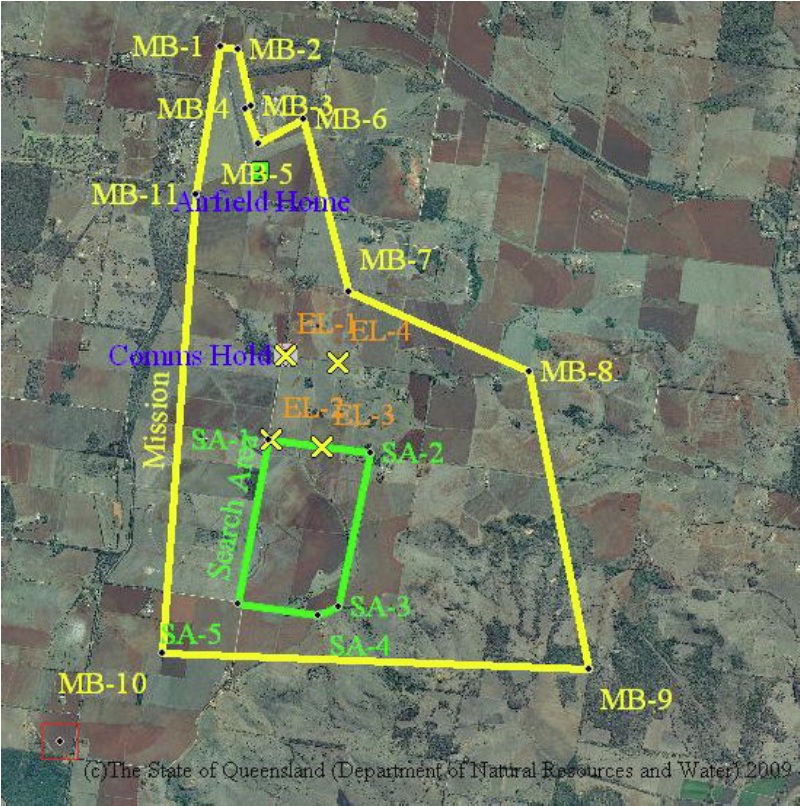 MB-1
MB-2
MB-4
MB-3
MB-6
MB-5
MB-11
Airfield Home
MB-7
EL-1
EL-4
Comms Hold
MB-8
Mission
EL-2
EL-3
SA-1
SA-2
Search Area
SA-3
SA-5
SA-4
MB-10
MB-9
(c)The State of Queensland (Department of Natural Resources and Water) 2009